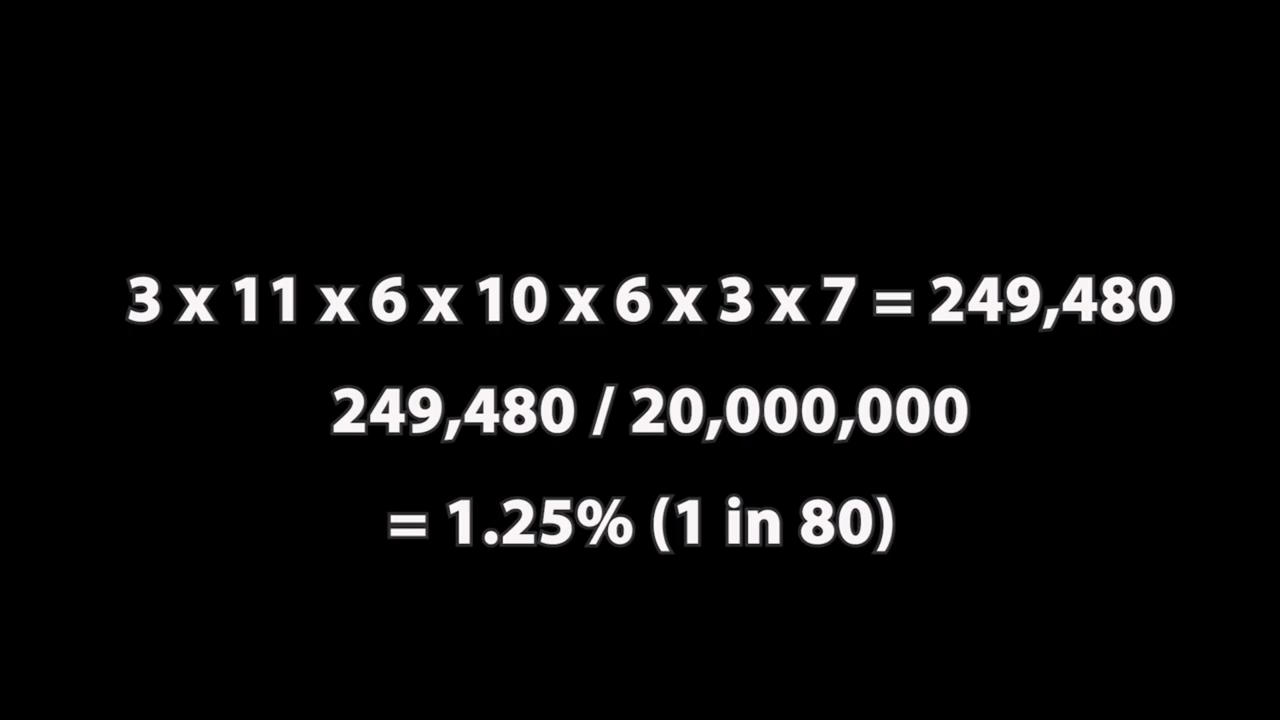 3 x 11 x 6 x 10 x 6 x 3 x 7 = 249,480
249,480 / 20,000,000
= 1.25% (1 in 80)